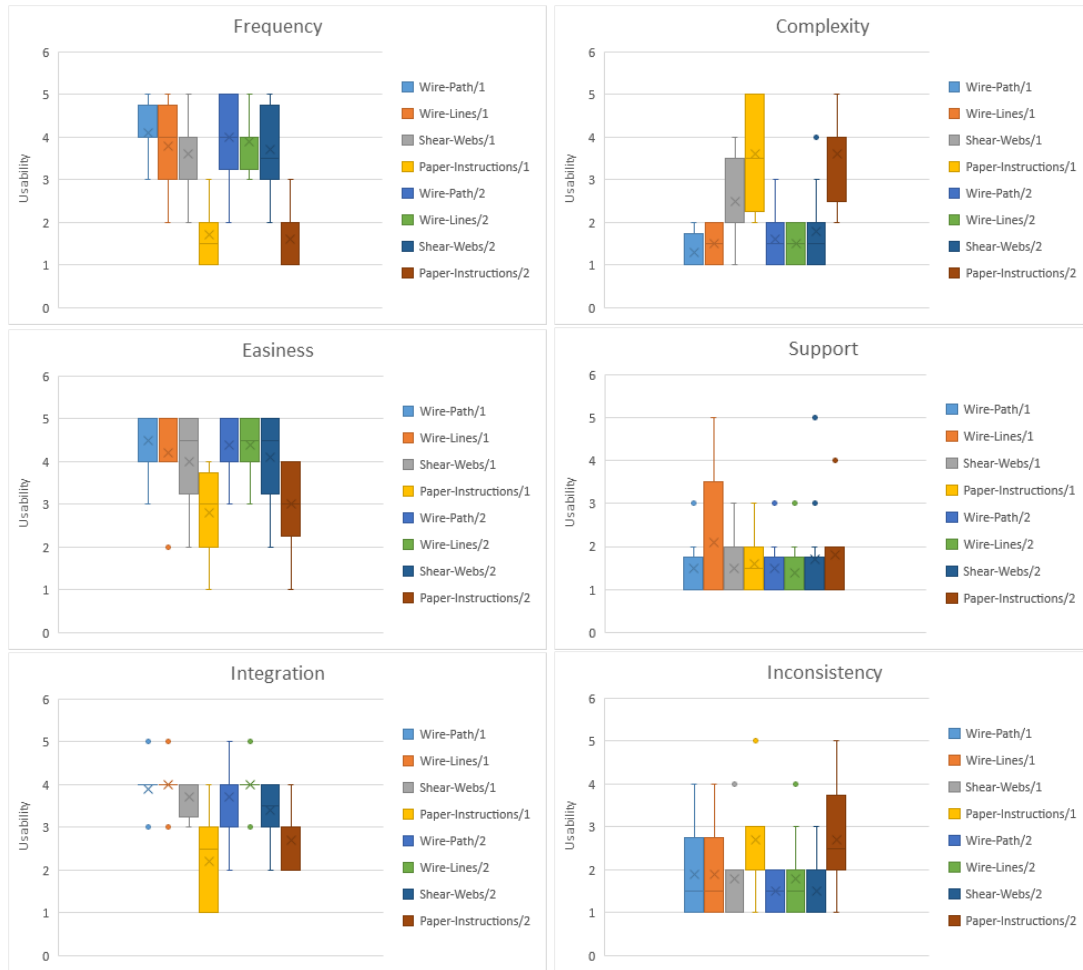 Frequency
6
5
4
3
2
1
0
Usability
Wire-Path/1
Wire-Lines/1
Shear-Webs/1
Paper-Instructions/1
Wire-Path/2
Wire-Lines/2
Shear-Webs/2
Paper-Instructions/2
Complexity
6
5
4
3
2
1
0
Usability
Wire-Path/1
Wire-Lines/1
Shear-Webs/1
Paper-Instructions/1
Wire-Path/2
Wire-Lines/2
Shear-Webs/2
Paper-Instructions/2
Easiness
6
5
4
3
2
1
0
Usability
Wire-Path/1
Wire-Lines/1
Shear-Webs/1
Paper-Instructions/1
Wire-Path/2
Wire-Lines/2
Shear-Webs/2
Paper-Instructions/2
Support
6
5
4
3
2
1
0
Usability
Wire-Path/1
Wire-Lines/1
Shear-Webs/1
Paper-Instructions/1
Wire-Path/2
Wire-Lines/2
Shear-Webs/2
Paper-Instructions/2
Integration
6
5
4
3
2
1
0
Usability
Wire-Path/1
Wire-Lines/1
Shear-Webs/1
Paper-Instructions/1
Wire-Path/2
Wire-Lines/2
Shear-Webs/2
Paper-Instructions/2
Inconsistency
6
5
4
3
2
1
0
Usability
Wire-Path/1
Wire-Lines/1
Shear-Webs/1
Paper-Instructions/1
Wire-Path/2
Wire-Lines/2
Shear-Webs/2
Paper-Instructions/2